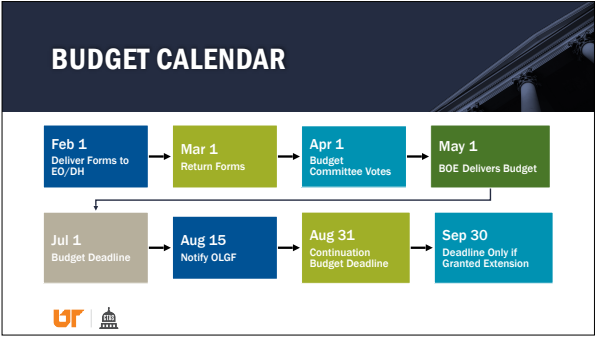 BUDGET CALENDAR
Feb 1
Deliver Forms to
EO/DH
Mar 1
Return Forms
Apr 1
Budget
Committee Votes
May 1
BOE Delivers Budget
Jul 1
Budget Deadline
Aug 15
Notify OLGF
Aug 31
Continuation
Budget Deadline
Sep 30
Deadline Only if
Granted Extension
UT